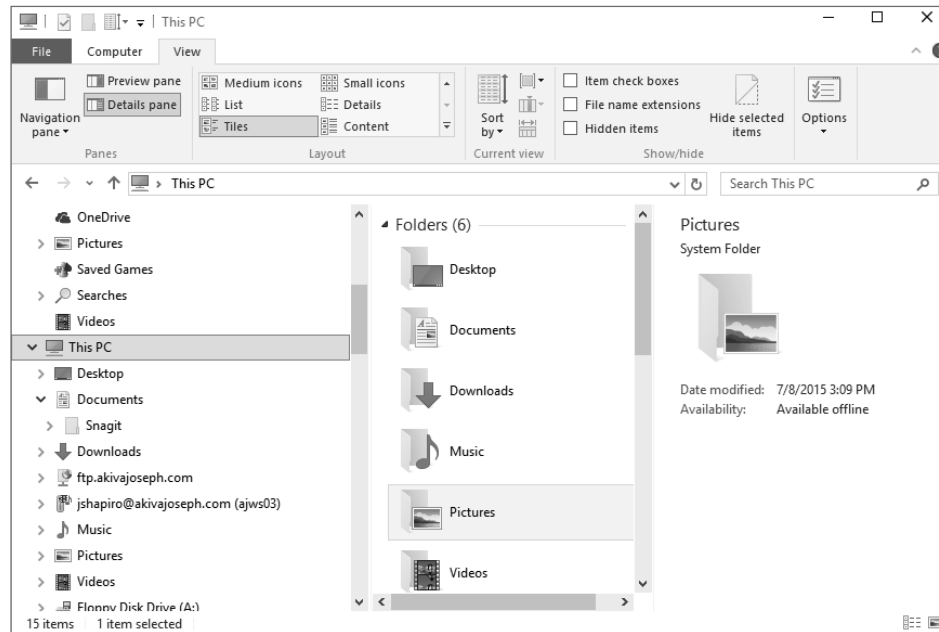 This PC
File Computer View
Navigation pane
Preview pane
Details pane
Panes
Medium icons Small icons
List Details
Tiles Content
Layout
Sort by
Current view
Item check boxes
File name extensions
Hidden items
Hide selected items
Show/hide
Options
This PC
Search This PC
OneDrive
Pictures
Saved Games
Searches
Videos
This PC
Desktop
Documents
Snagit
Downloads
ftp.akivajoseph.com
jshapiro@akivajoseph.com (ajws03)
Music
Pictures
Videos
Floppy Disk Drive (A:)
Folders (6)
Desktop
Documents
Downloads
Music
Pictures
Videos
Pictures
System Folder
Date modified: 7/8/2015 3:09 PM
Availability: Available offline
15 items 1 item selected